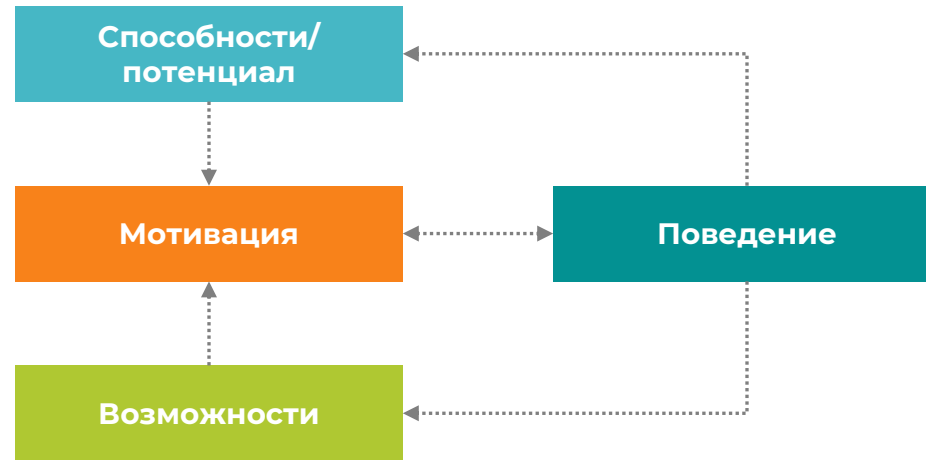 Способности/
потенциал
Мотивация
Поведение
Возможности